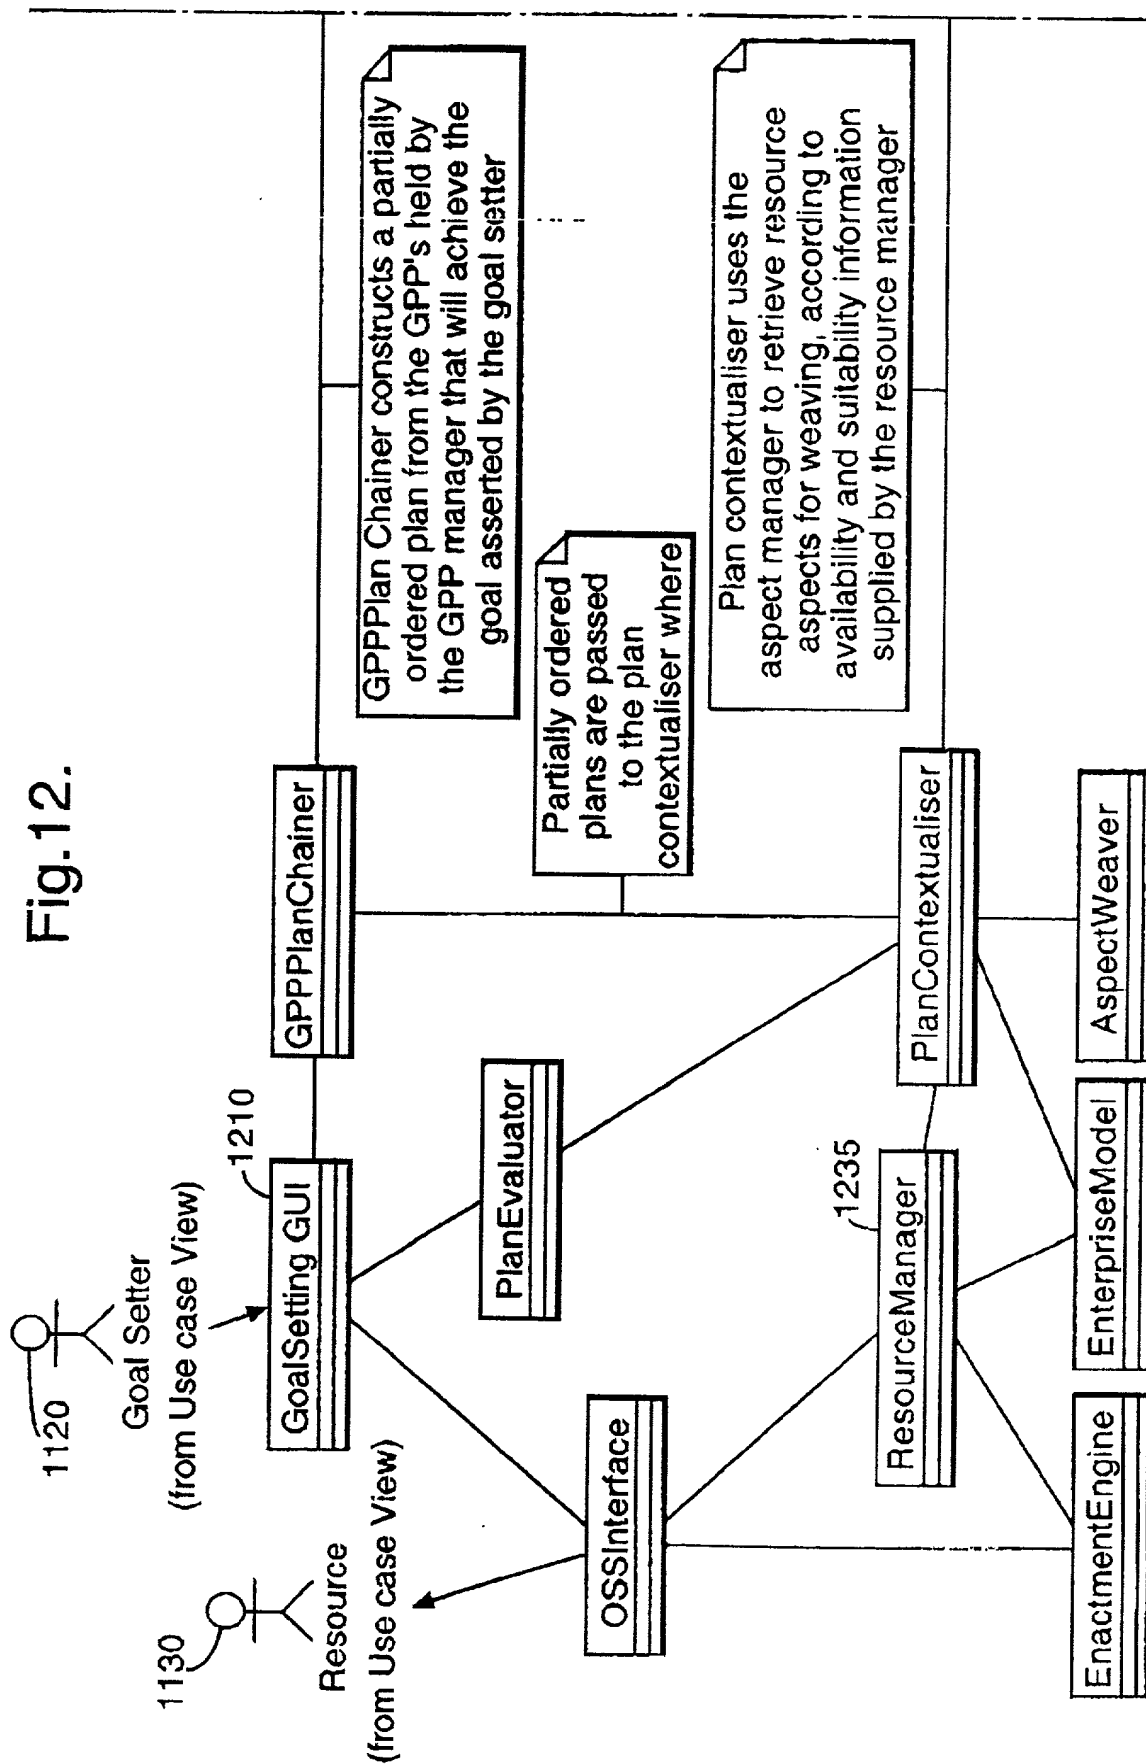 Fig.12.
1120
Goal Setter
(from Use case View)
1130
Resource
(from Use case View)
1210
GoalSetting GUI
GPPPlanChainer
GPPPlan Chainer constructs a partially
ordered plan from the GPP's held by
the GPP manager that will achieve the
goal asserted by the goal setter
PlanEvaluator
Partially ordered
plans are passed
to the plan
contextualiser where
OSSInterface
Plan contextualiser uses the
aspect manager to retrieve resource
aspects for weaving, according to
availability and suitability information
supplied by the resource manager
1235
ResourceManager
PlanContextualiser
EnactmentEngine
EnterpriseModel
AspectWeaver